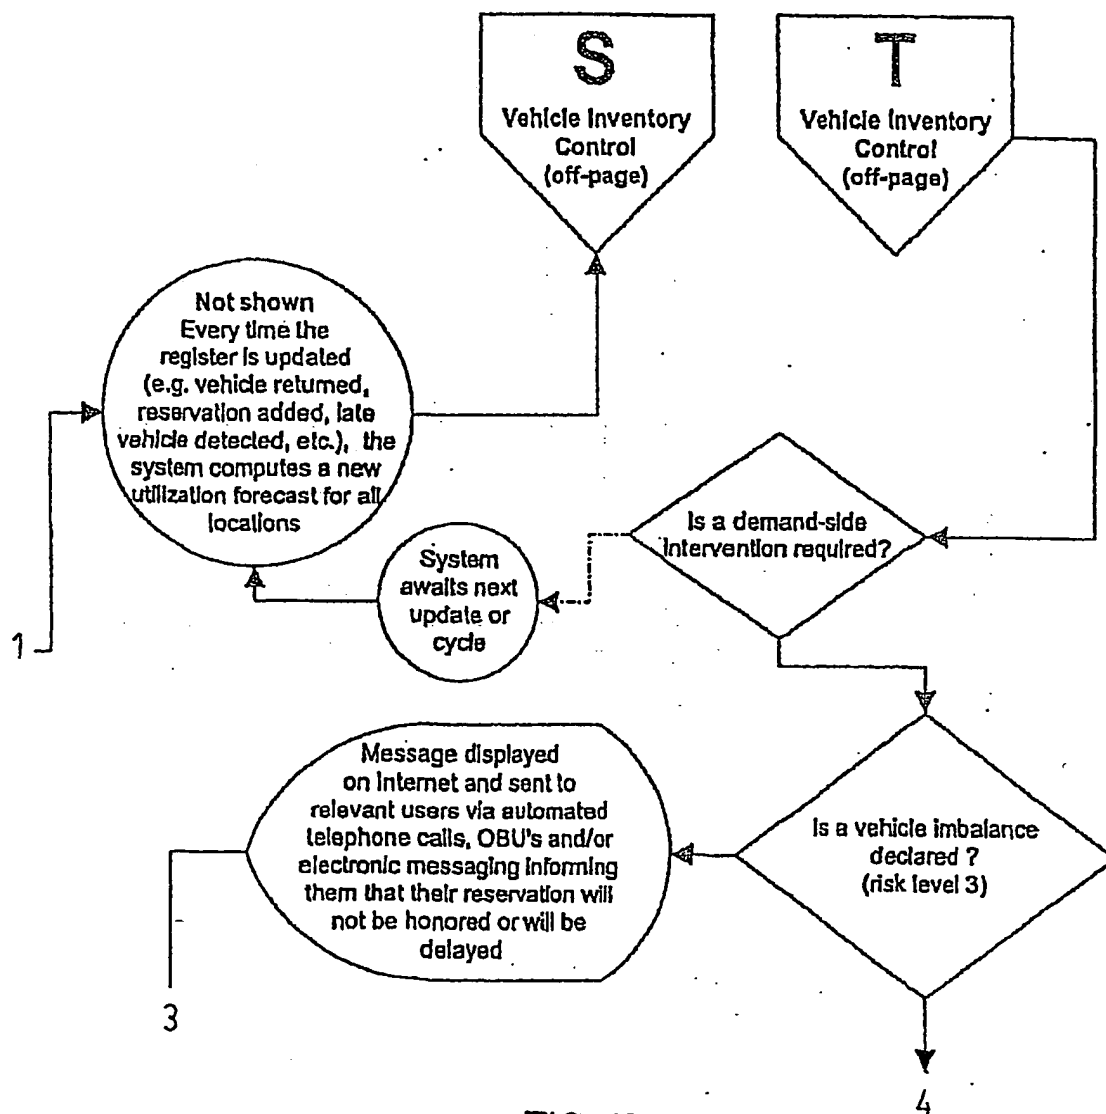 S
Vehicle Inventory
Control
(off-page)
T
Vehicle Inventory
Control
(off-page)
Not shown
Every time the
register is updated
(e.g. vehicle returned,
reservation added, late
vehicle detected, etc.), the
system computes a new
utilization forecast for all
locations
Is a demand-side
intervention required?
System
awaits next
update or
cycle
1
Message displayed
on Internet and sent to
relevant users via automated
telephone calls, OBU's and/or
electronic messaging informing
them that their reservation will
not be honored or will be
delayed
Is a vehicle imbalance
declared ?
(risk level 3)
3
4